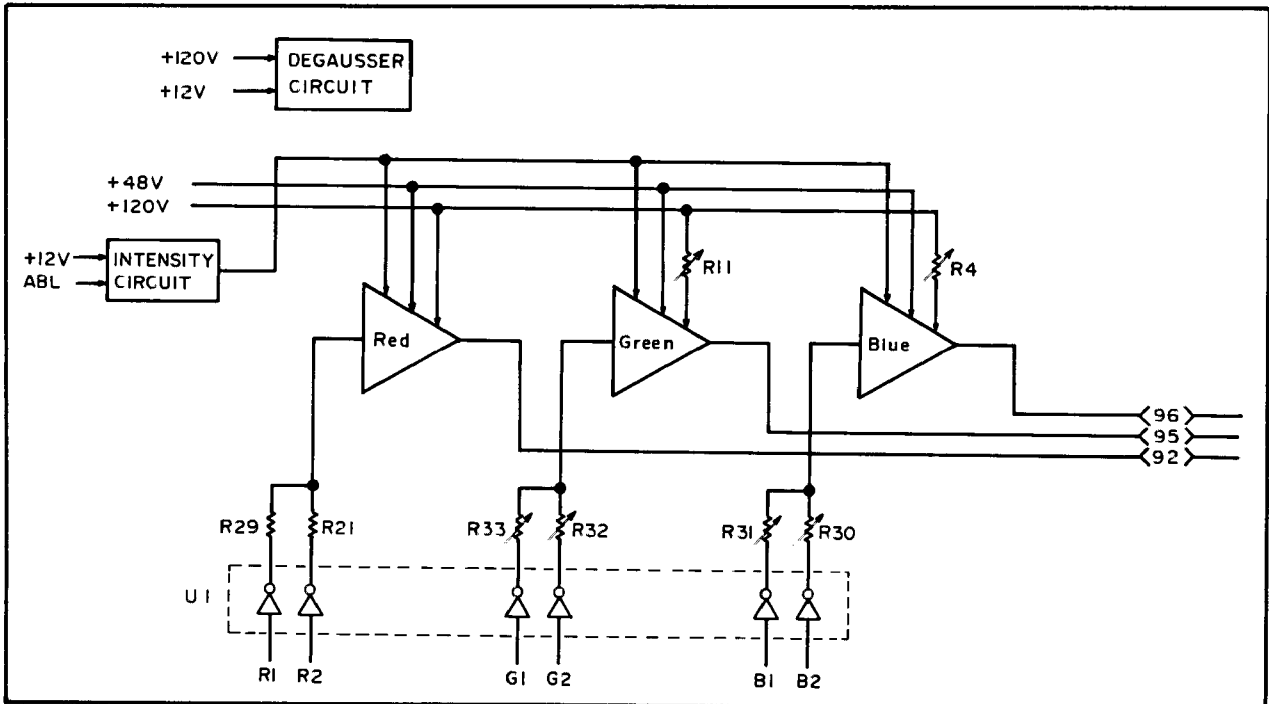 +120V
+12V
DEGAUSSER
CIRCUIT
+48V
+120V
+12V
ABL
INTENSITY
CIRCUIT
R11
R4
Red
Green
Blue
96
95
92
R29
R21
R33
R32
R31
R30
U1
R1
R2
G1
G2
B1
B2